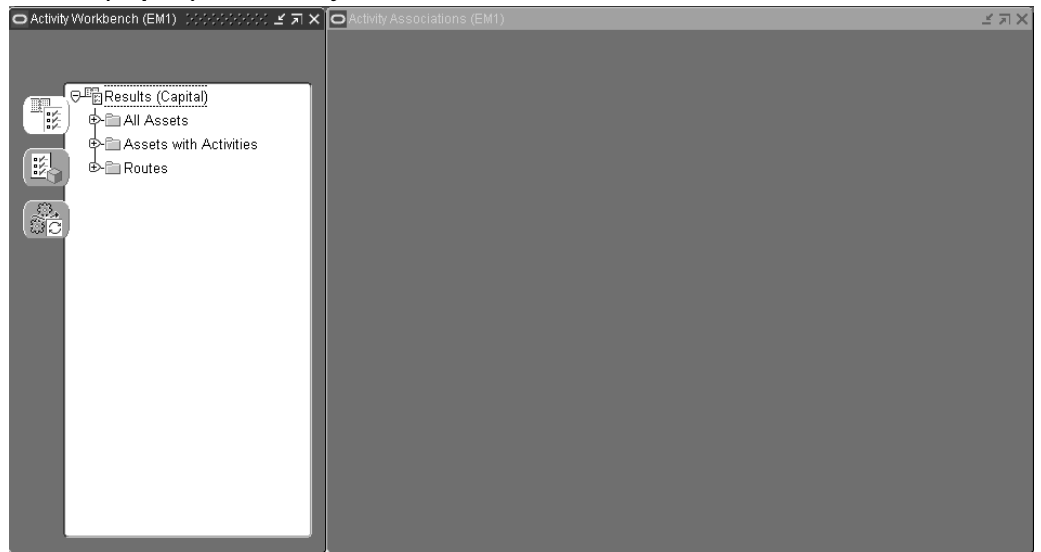 Activity Workbench (EM1)
Activity Associations (EM1)
Results (Capital)
All Assets
Assets with Activities
Routes